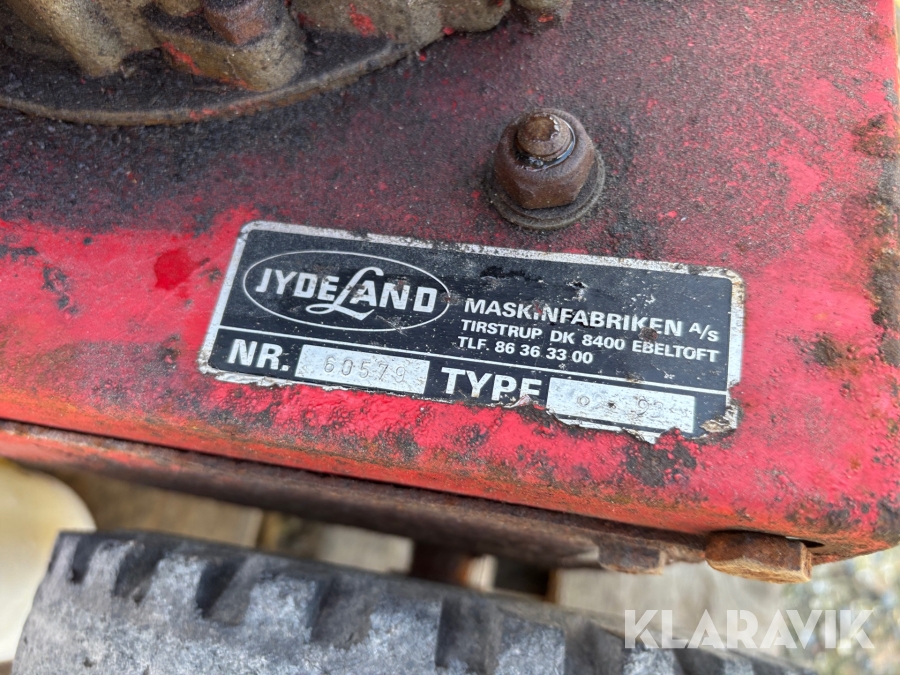 JYDELAND
MASKINFABRIKEN A/S
TIRSTRUP DK 8400 EBELTOFT
TLF. 86 36 33 00
NR. 60579 TYPE
KLARAVIK